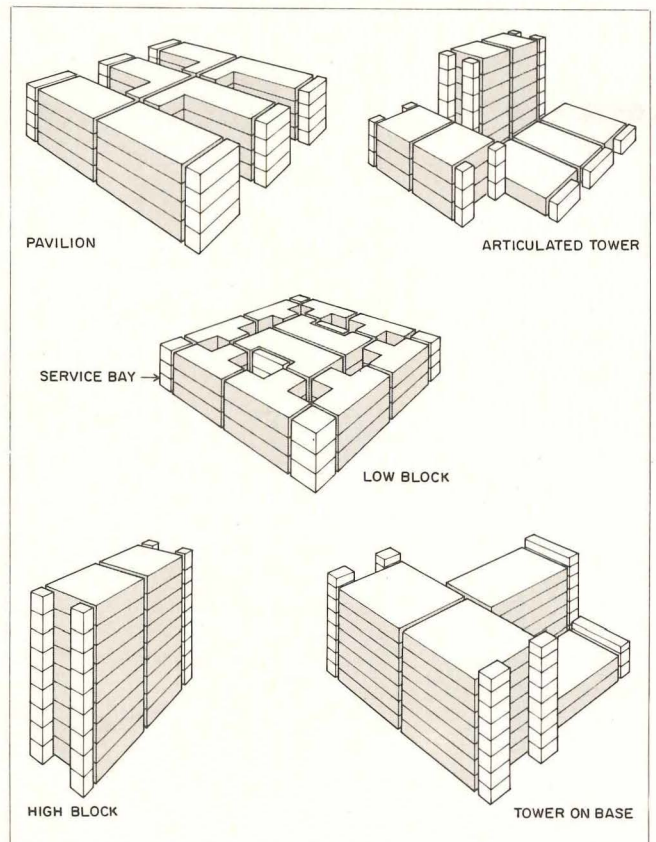 PAVILION
ARTICULATED TOWER
SERVICE BAY
LOW BLOCK
HIGH BLOCK
TOWER ON BASE